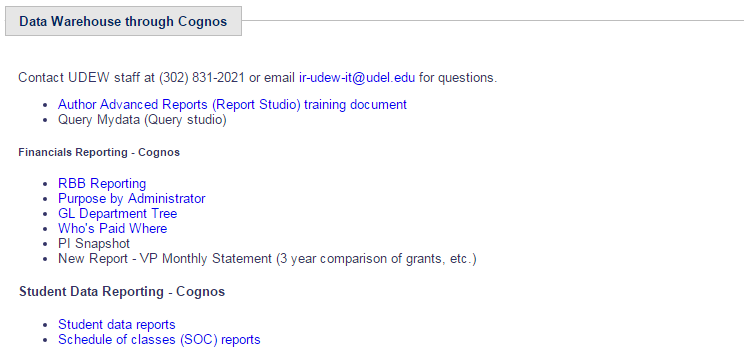 Data Warehouse through Cognos
Contact UDEW staff at (302) 831-2021 or email ir-udew-it@udel.edu for questions.
Author Advanced Reports (Report Studio) training document
Query Mydata (Query studio)
Financials Reporting - Cognos
RBB Reporting
Purpose by Administrator
GL Department Tree
Who's Paid Where
PI Snapshot
New Report - VP Monthly Statement (3 year comparison of grants, etc.)
Student Data Reporting - Cognos
Student data reports
Schedule of classes (SOC) reports